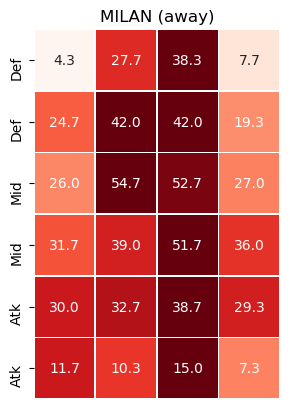 MILAN (away)
Def 4.3 27.7 38.3 7.7
Def 24.7 42.0 42.0 19.3
Mid 26.0 54.7 52.7 27.0
Mid 31.7 39.0 51.7 36.0
Atk 30.0 32.7 38.7 29.3
Atk 11.7 10.3 15.0 7.3